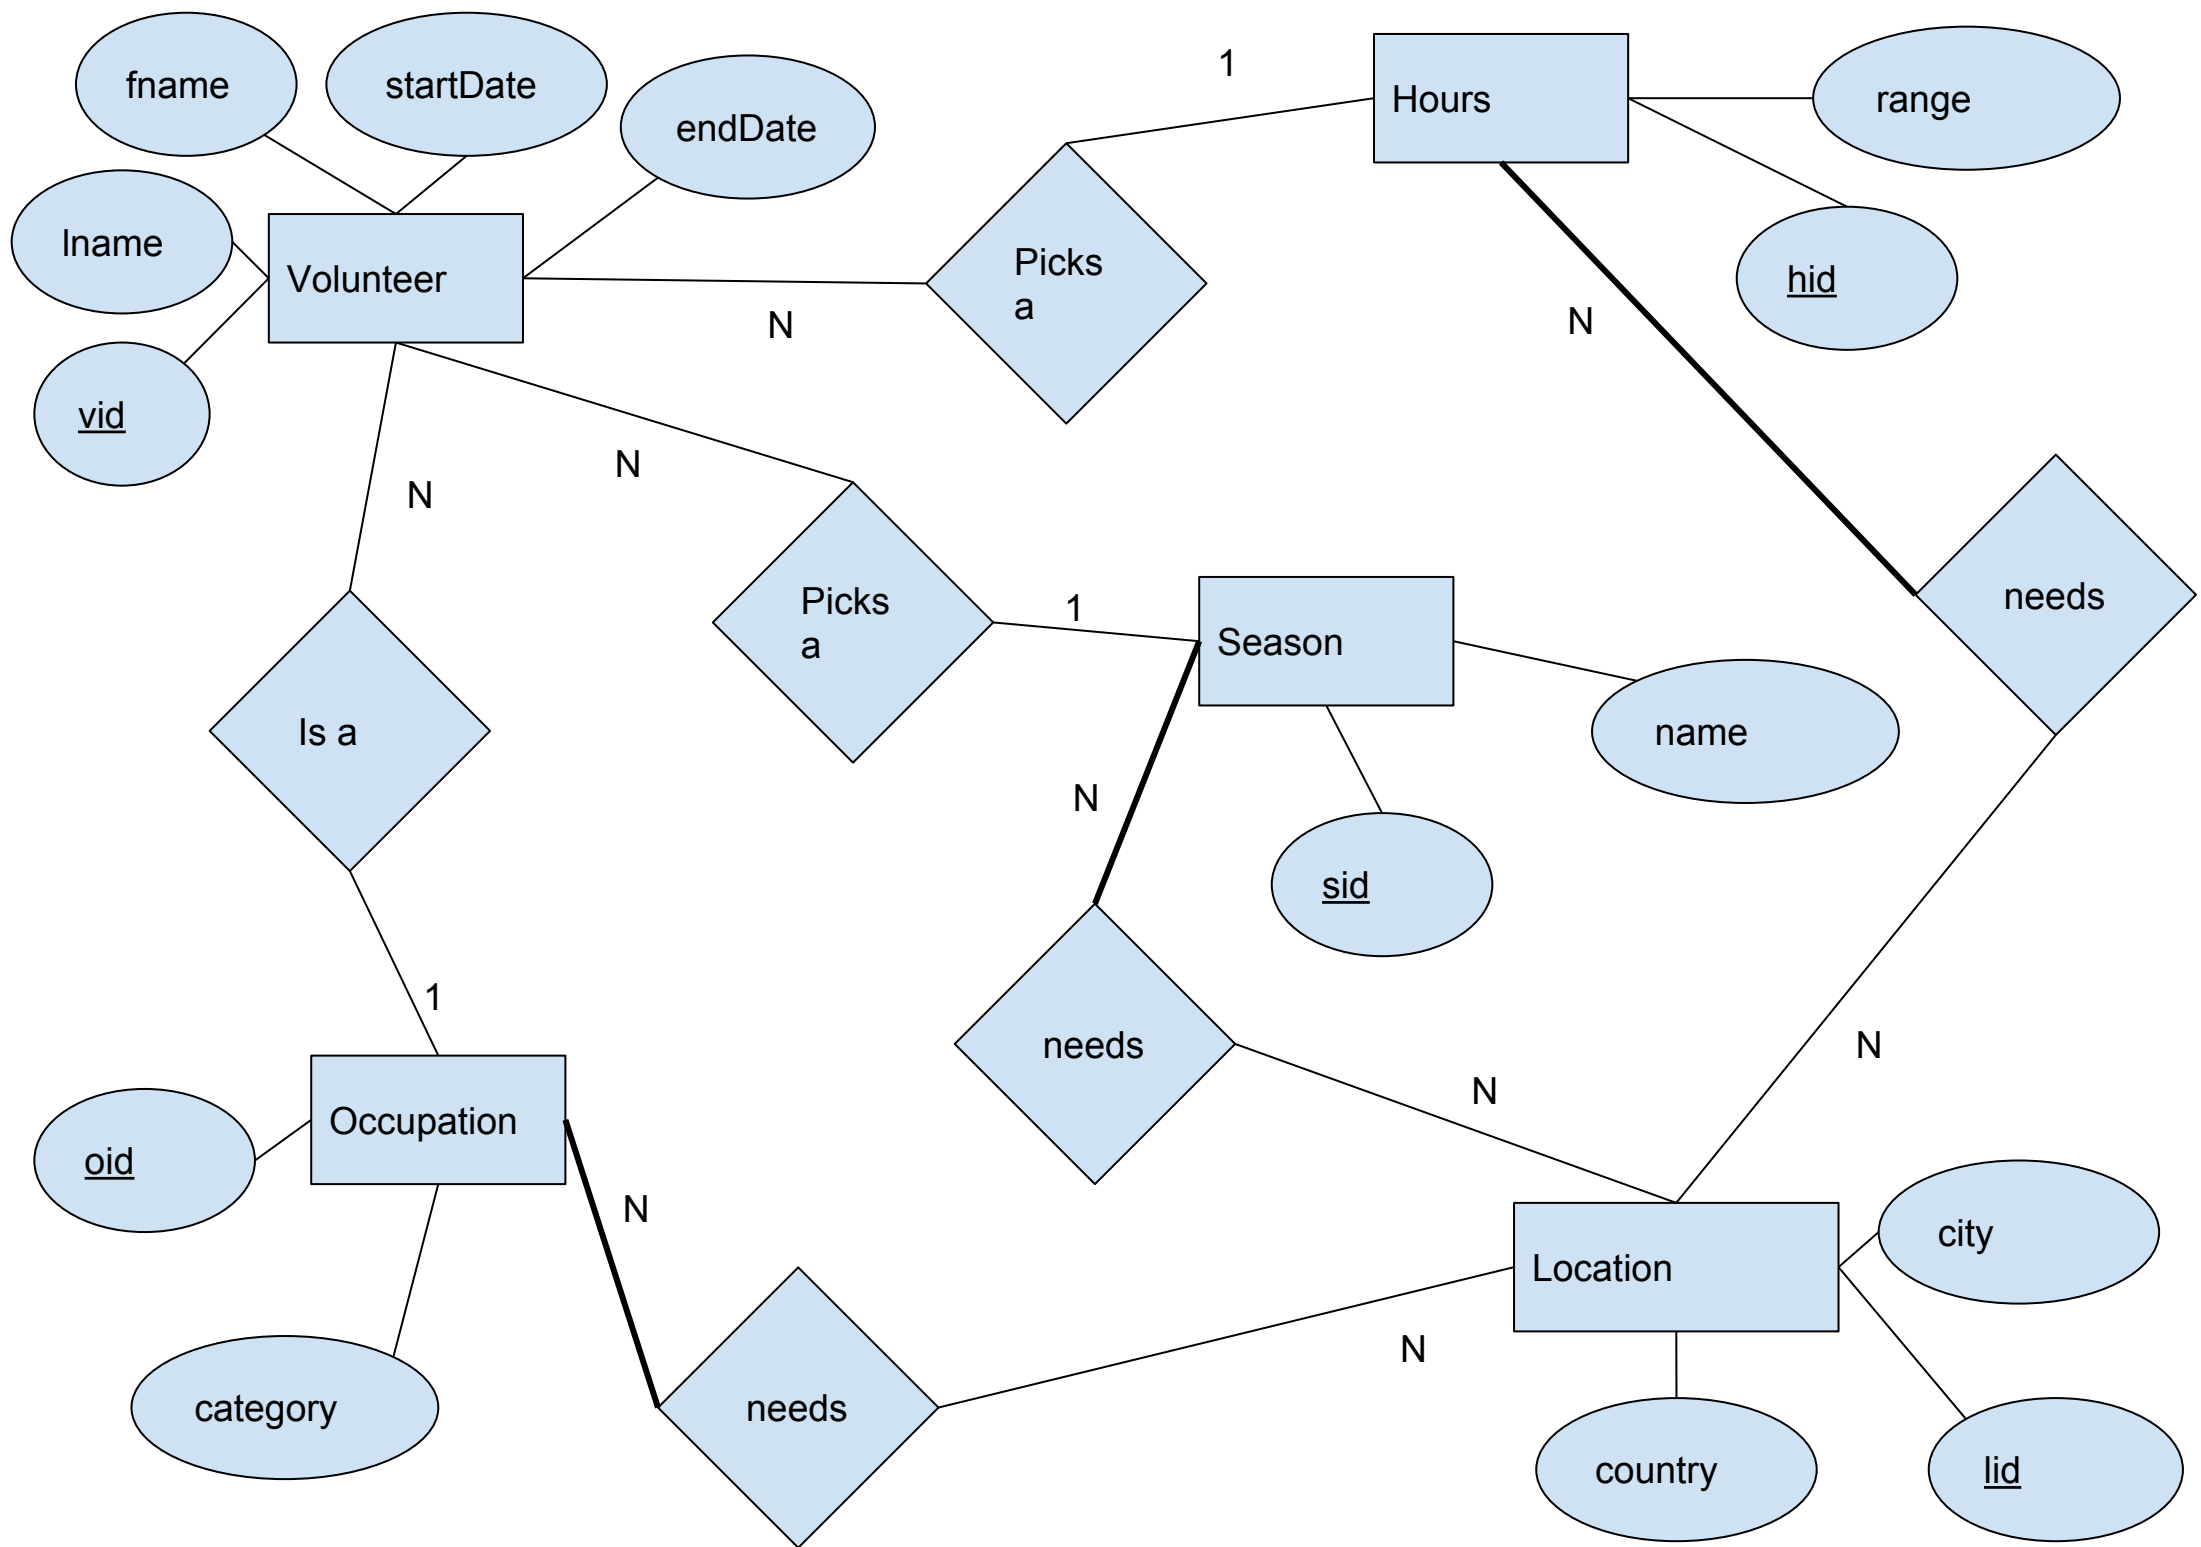 fname
startDate
endDate
1
Hours
range
lname
Volunteer
Picks
a
hid
N
N
vid
N
N
Picks
a
1
Season
needs
Is a
name
N
sid
1
needs
N
N
Occupation
oid
N
city
Location
N
category
needs
country
lid